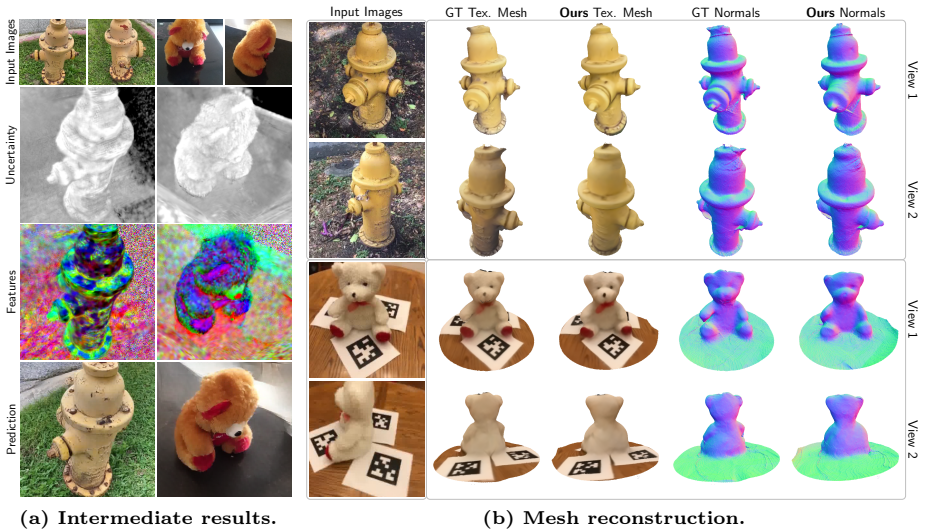 Input Images
Uncertainty
Features
Prediction
(a) Intermediate results.
Input Images
GT Tex. Mesh
Ours Tex. Mesh
GT Normals
Ours Normals
View 1
View 2
View 1
View 2
(b) Mesh reconstruction.